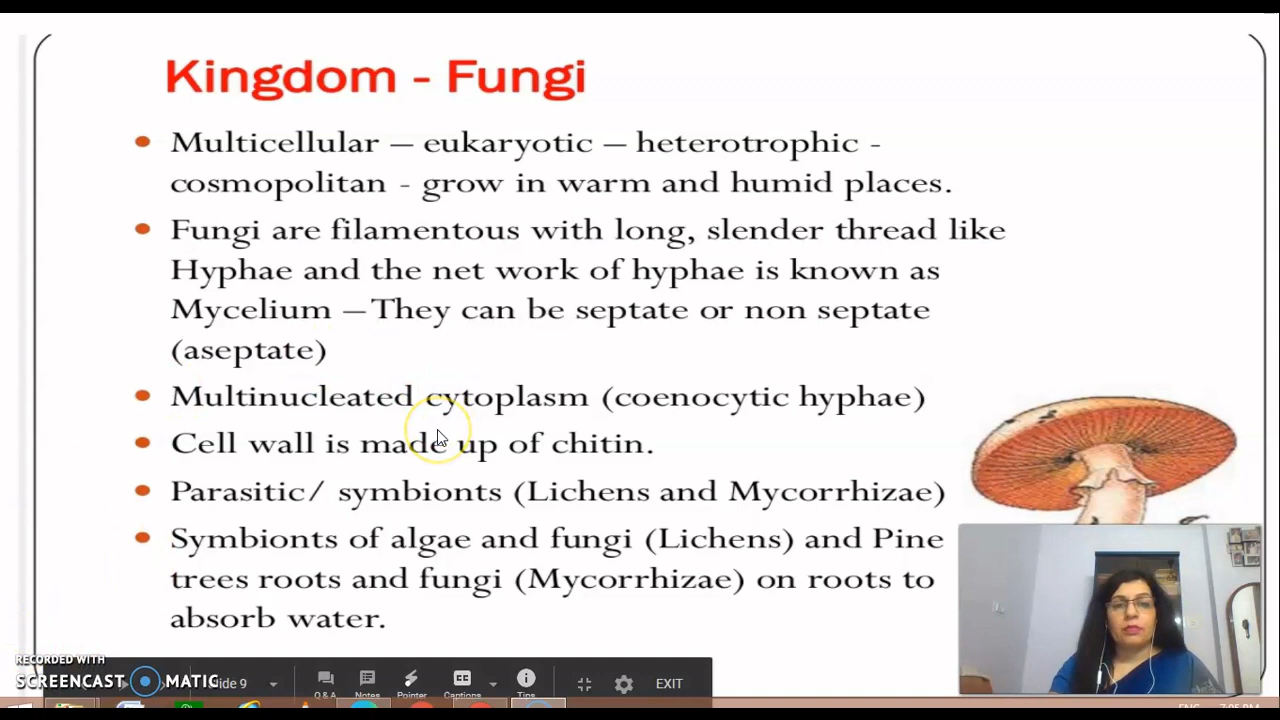 Kingdom - Fungi
Multicellular – eukaryotic – heterotrophic -
cosmopolitan - grow in warm and humid places.
Fungi are filamentous with long, slender thread like
Hyphae and the net work of hyphae is known as
Mycelium – They can be septate or non septate
(aseptate)
Multinucleated cytoplasm (coenocytic hyphae)
Cell wall is made up of chitin.
Parasitic/ symbionts (Lichens and Mycorrhizae)
Symbionts of algae and fungi (Lichens) and Pine
trees roots and fungi (Mycorrhizae) on roots to
absorb water.
RECORDED WITH
SCREENCAST MATIC
Slide 9
Q & A Notes Pointer Captions Tips EXIT